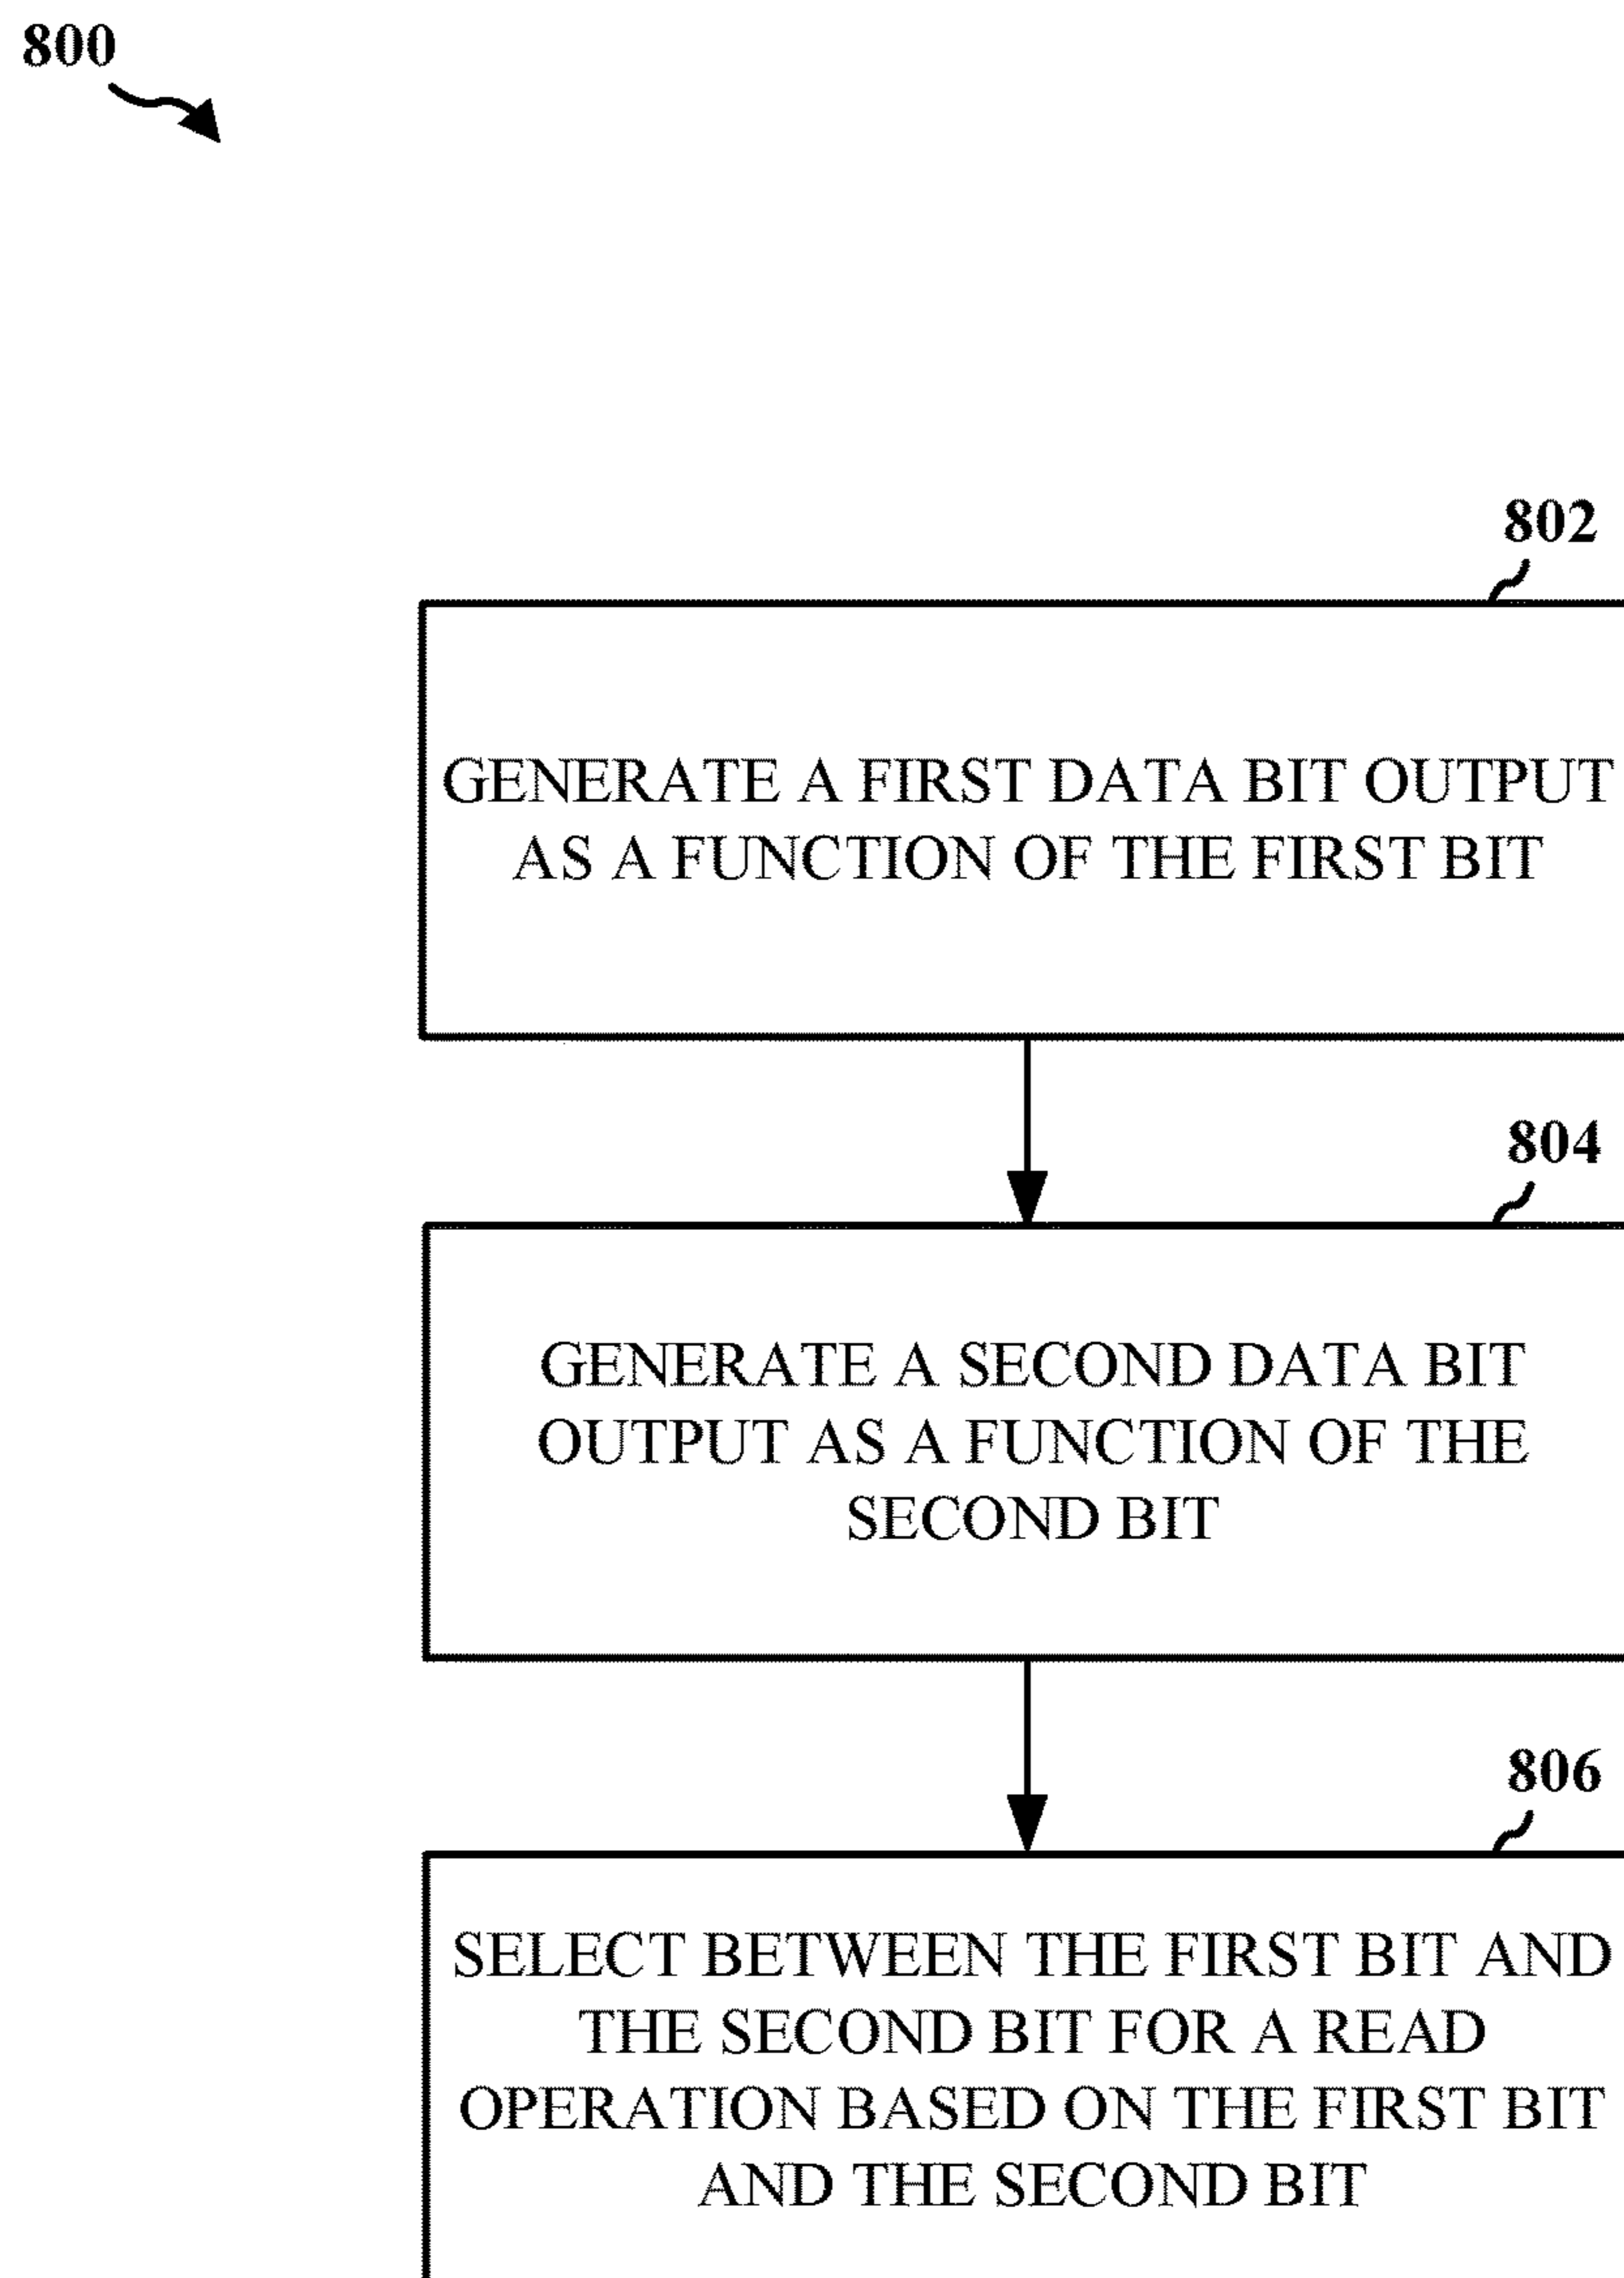 800
802
GENERATE A FIRST DATA BIT OUTPUT
AS A FUNCTION OF THE FIRST BIT
804
GENERATE A SECOND DATA BIT
OUTPUT AS A FUNCTION OF THE
SECOND BIT
806
SELECT BETWEEN THE FIRST BIT AND
THE SECOND BIT FOR A READ
OPERATION BASED ON THE FIRST BIT
AND THE SECOND BIT